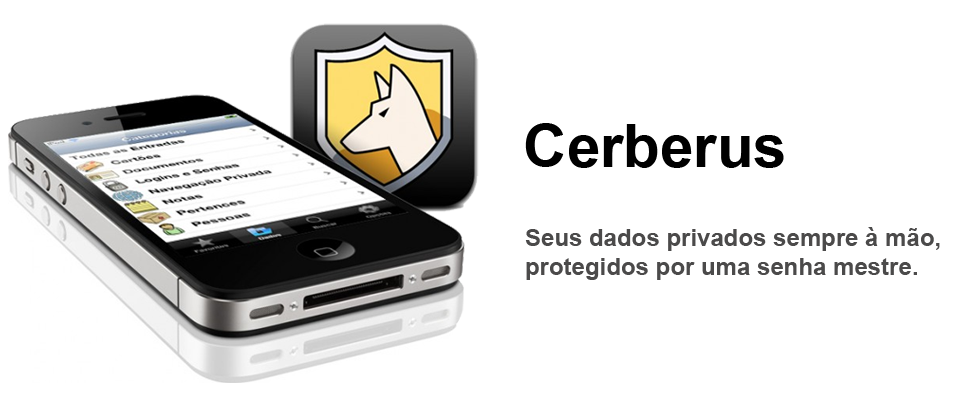 Categorias
Todas as Entradas
Cartões
Documentos
Logins e Senhas
Navegação Privada
Notas
Pertences
Pessoas
Favoritas
Dados
Buscar
Opções
Cerberus
Seus dados privados sempre à mão,
protegidos por uma senha mestre.